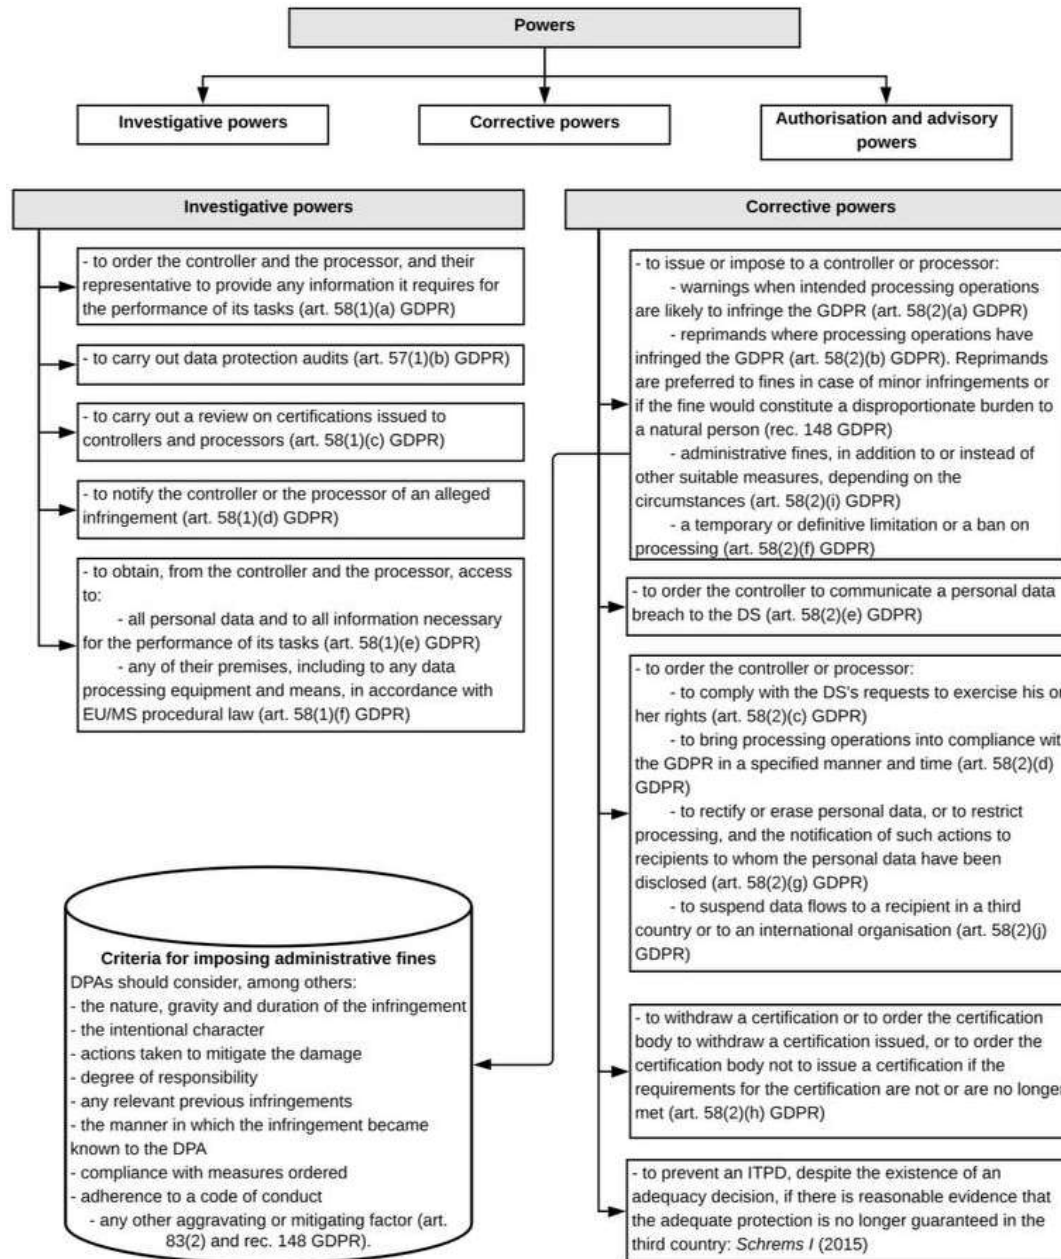 Powers
Investigative powers
Corrective powers
Authorisation and advisory
powers
Investigative powers
- to order the controller and the processor, and their
representative to provide any information it requires for
the performance of its tasks (art. 58(1)(a) GDPR)
- to carry out data protection audits (art. 57(1)(b) GDPR)
- to carry out a review on certifications issued to
controllers and processors (art. 58(1)(c) GDPR)
- to notify the controller or the processor of an alleged
infringement (art. 58(1)(d) GDPR)
- to obtain, from the controller and the processor, access
to:
- all personal data and to all information necessary
for the performance of its tasks (art. 58(1)(e) GDPR)
- any of their premises, including to any data
processing equipment and means, in accordance with
EU/MS procedural law (art. 58(1)(f) GDPR)
Corrective powers
- to issue or impose to a controller or processor:
- warnings when intended processing operations
are likely to infringe the GDPR (art. 58(2)(a) GDPR)
- reprimands where processing operations have
infringed the GDPR (art. 58(2)(b) GDPR). Reprimands
are preferred to fines in case of minor infringements or
if the fine would constitute a disproportionate burden to
a natural person (rec. 148 GDPR)
- administrative fines, in addition to or instead of
other suitable measures, depending on the
circumstances (art. 58(2)(i) GDPR)
- a temporary or definitive limitation or a ban on
processing (art. 58(2)(f) GDPR)
- to order the controller to communicate a personal data
breach to the DS (art. 58(2)(e) GDPR)
- to order the controller or processor:
- to comply with the DS's requests to exercise his or
her rights (art. 58(2)(c) GDPR)
- to bring processing operations into compliance wit
the GDPR in a specified manner and time (art. 58(2)(d)
GDPR)
- to rectify or erase personal data, or to restrict
processing, and the notification of such actions to
recipients to whom the personal data have been
disclosed (art. 58(2)(g) GDPR)
- to suspend data flows to a recipient in a third
country or to an international organisation (art. 58(2)(j)
GDPR)
- to withdraw a certification or to order the certification
body to withdraw a certification issued, or to order the
certification body not to issue a certification if the
requirements for the certification are not or are no longer
met (art. 58(2)(h) GDPR)
- to prevent an ITPD, despite the existence of an
adequacy decision, if there is reasonable evidence that
the adequate protection is no longer guaranteed in the
third country: Schrems I (2015)
Criteria for imposing administrative fines
DPAs should consider, among others:
- the nature, gravity and duration of the infringement
- the intentional character
- actions taken to mitigate the damage
- degree of responsibility
- any relevant previous infringements
- the manner in which the infringement became
known to the DPA
- compliance with measures ordered
- adherence to a code of conduct
- any other aggravating or mitigating factor (art.
83(2) and rec. 148 GDPR).